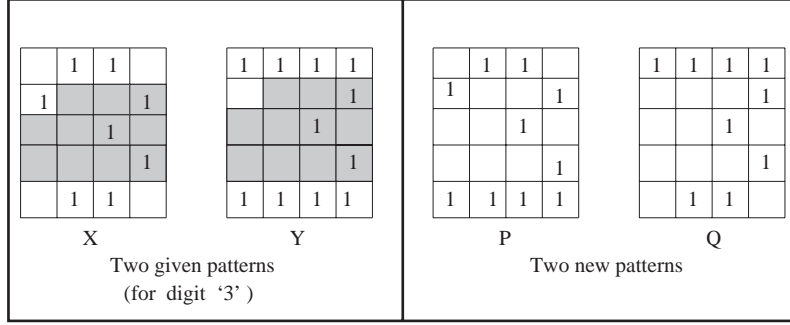 1 1 1 1 1 1 1 1 1 1 1 1
1 1 1 1 1 1
1 1 1 1
1 1 1 1
1 1 1 1 1 1 1 1 1 1 1 1
X Y P Q
Two given patterns Two new patterns
(for digit ‘3’ )